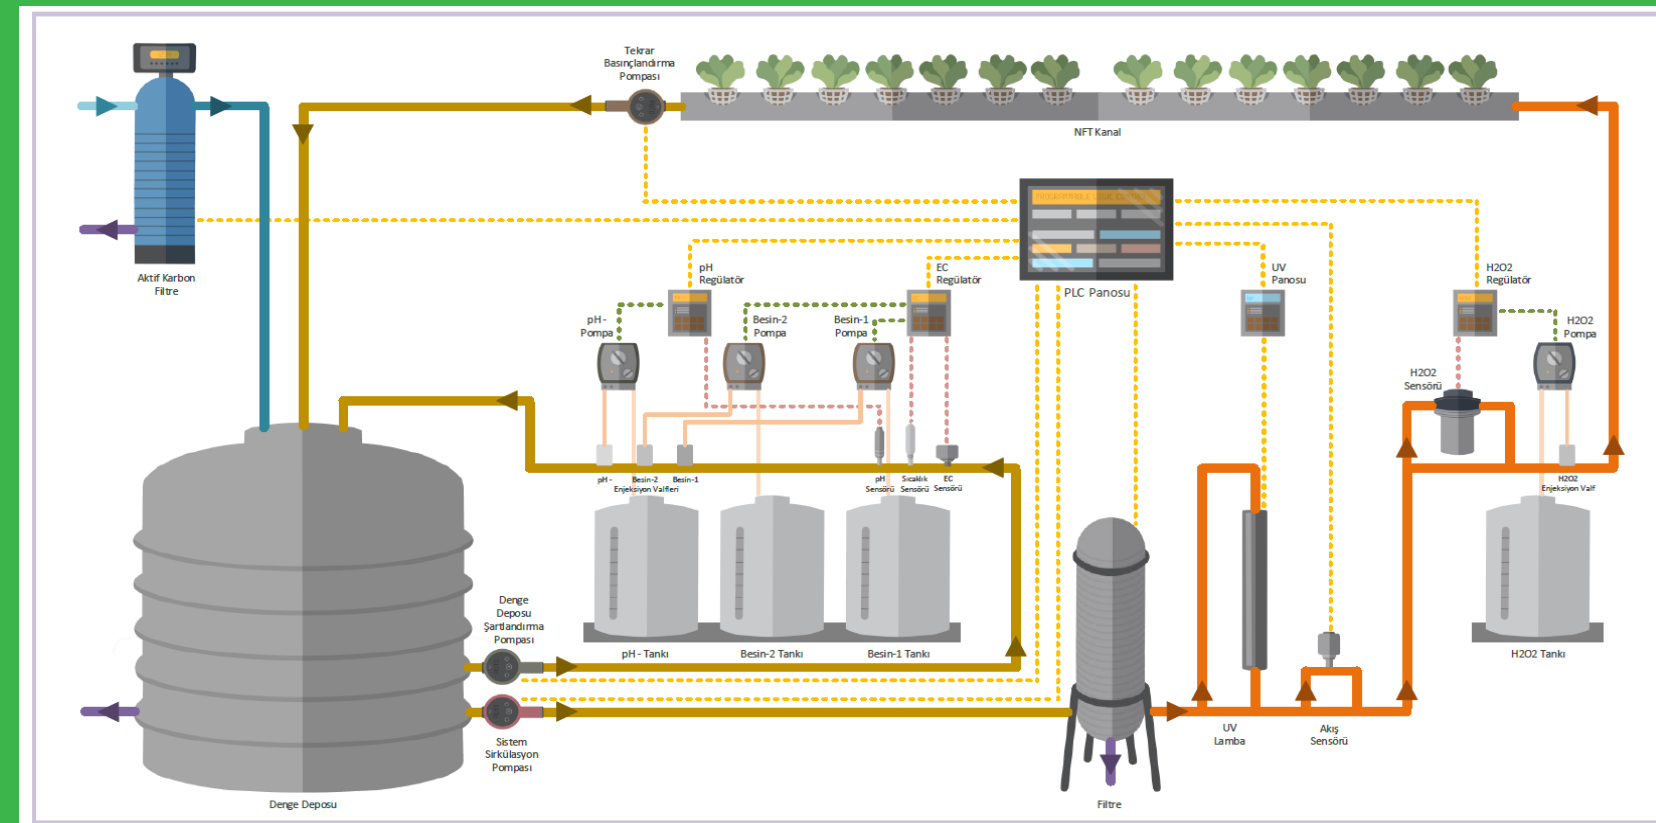 Tekrar
Basınçlandırma
Pompası
NFT Kanal
Aktif Karbon
Filtre
pH
Regülatör
EC
Regülatör
PLC Panosu
UV
Panosu
H2O2
Regülatör
pH -
Pompa
Besin-2
Pompa
Besin-1
Pompa
H2O2
Pompa
H2O2
Sensörü
pH -
Besin-2
Besin-1
Enjeksiyon Valfleri
pH
Sensörü
Sıcaklık
Sensörü
EC
Sensörü
H2O2
Enjeksiyon Valf
Denge
Deposu
Şartlandırma
Pompası
pH - Tankı
Besin-2 Tankı
Besin-1 Tankı
H2O2 Tankı
Sistem
Sirkülasyon
Pompası
UV
Lamba
Akış
Sensörü
Denge Deposu
Filtre